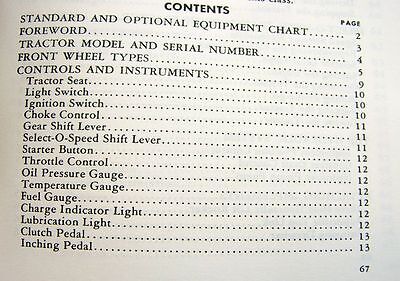 class.
CONTENTS
PAGE
STANDARD AND OPTIONAL EQUIPMENT CHART 2
FOREWORD 3
TRACTOR MODEL AND SERIAL NUMBER 4
FRONT WHEEL TYPES 5
CONTROLS AND INSTRUMENTS 9
Tractor Seat 10
Light Switch 10
Ignition Switch 10
Choke Control 11
Gear Shift Lever 11
Select-O-Speed Shift Lever 11
Starter Button 12
Throttle Control 12
Oil Pressure Gauge 12
Temperature Gauge 12
Fuel Gauge 12
Charge Indicator Light 12
Lubrication Light 12
Clutch Pedal 13
Inching Pedal 13
67